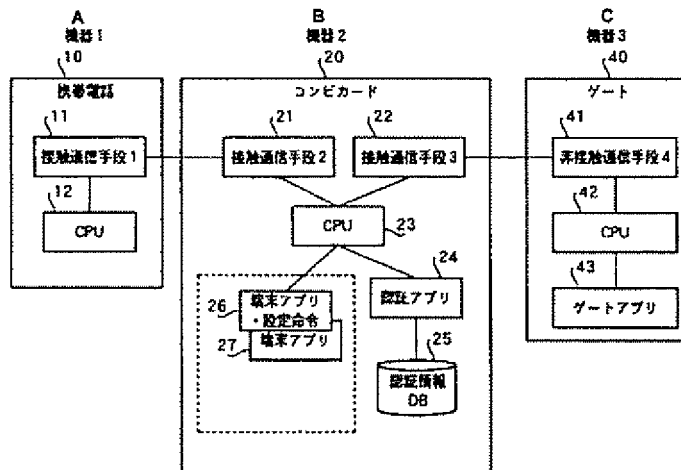 A
機器1
10
携帯電話
11
接触通信手段1
12
CPU
B
機器2
20
コンビカード
21
接触通信手段2
22
接触通信手段3
CPU
23
24
26
端末アプリ
・設定命令
27
端末アプリ
認証アプリ
25
認証情報
DB
C
機器3
40
ゲート
41
非接触通信手段4
42
CPU
43
ゲートアプリ